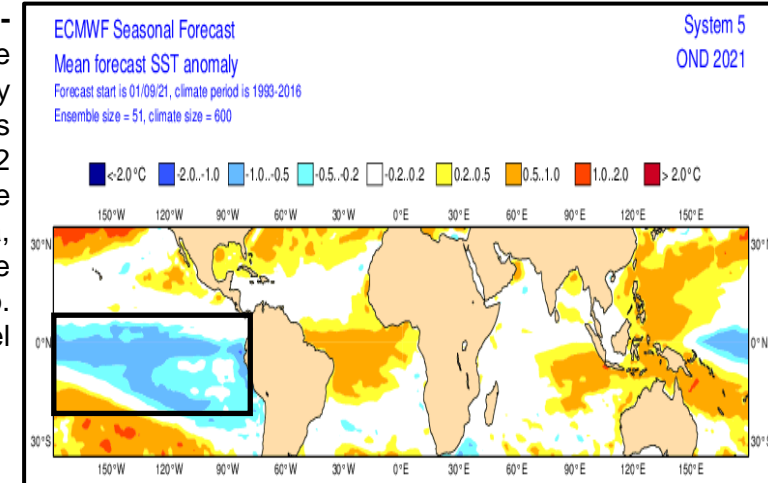 -
e
y
s
2
e
,
e
o.
el
ECMWF Seasonal Forecast
System 5
Mean forecast SST anomaly
OND 2021
Forecast start is 01/09/21, climate period is 1993-2016
Ensemble size = 51, climate size = 600
<-2.0°C -2.0..-1.0 -1.0..-0.5 -0.5..-0.2 -0.2..0.2 0.2..0.5 0.5..1.0 1.0..2.0 > 2.0°C
150°W 120°W 90°W 60°W 30°W 0°E 30°E 60°E 90°E 120°E 150°E
30°N 30°N
0°N 0°N
30°S 30°S
150°W 120°W 90°W 60°W 30°W 0°E 30°E 60°E 90°E 120°E 150°E